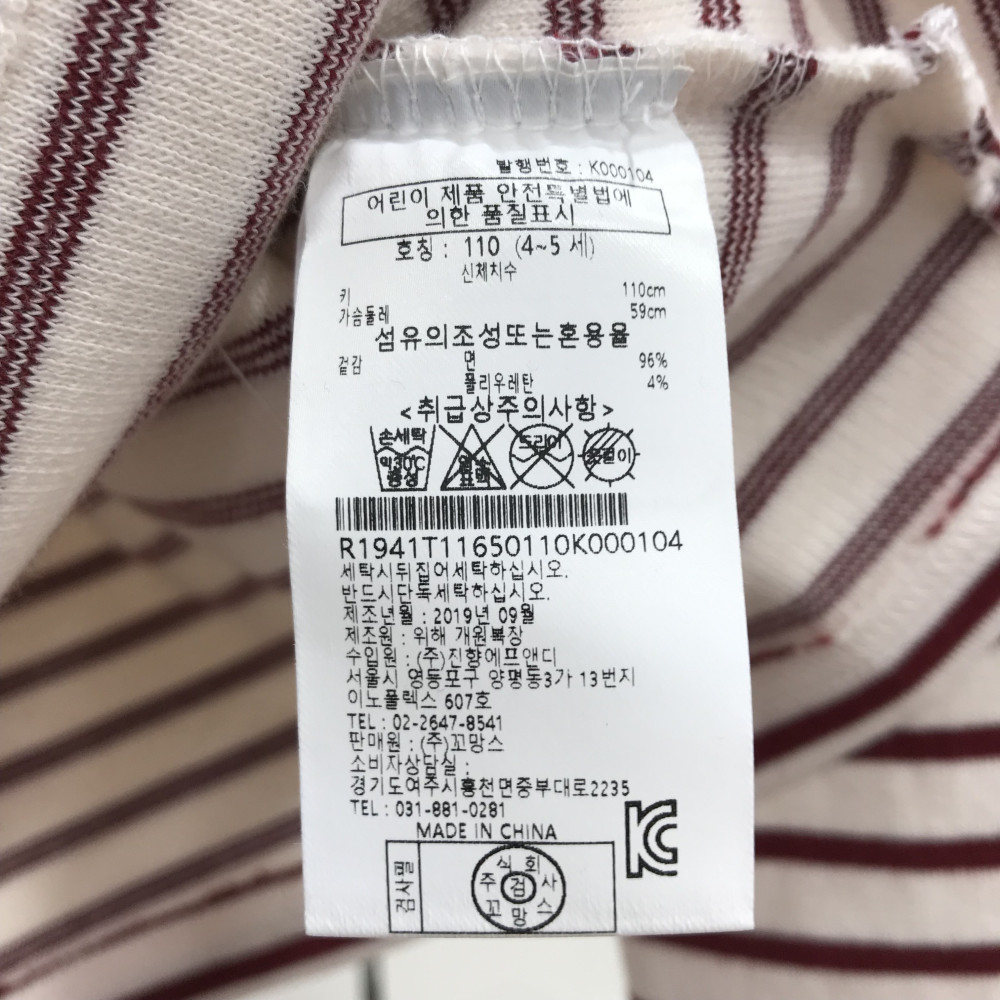 발행번호 : K000104
어린이 제품 안전특별법에
의한 품질표시
호칭 : 110 (4~5 세)
신체치수
키 110cm
가슴둘레 59cm
섬유의조성또는혼용율
겉감 면 96%
폴리우레탄 4%
<취급상주의사항>
손세탁 약30℃ 중성
염소 표백
드라이
R1941T11650110K000104
세탁시뒤집어세탁하십시오.
반드시단독세탁하십시오.
제조년월 : 2019년 09월
제조원 : 위해 개원복장
수입원 : (주)진향에프앤디
서울시 영등포구 양평동3가 13번지
이노플렉스 607호
TEL : 02-2647-8541
판매원 : (주)꼬망스
소비자상담실 :
경기도여주시흥천면중부대로2235
TEL : 031-881-0281
MADE IN CHINA
KC
검사필
주식회사
검
꼬망스